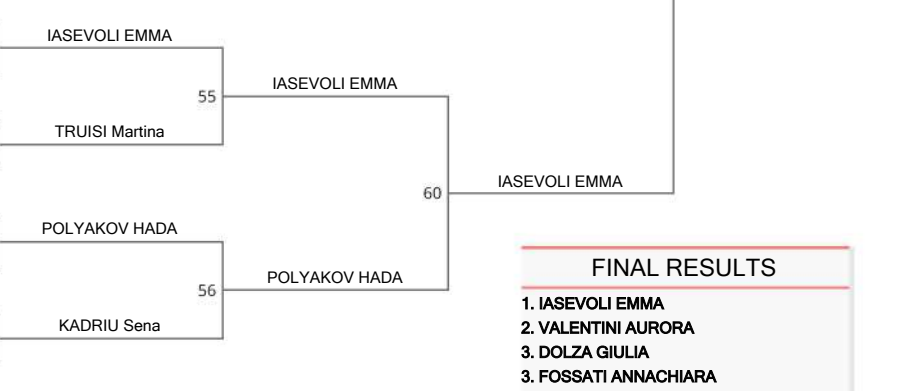 IASEVOLI EMMA
55
IASEVOLI EMMA
TRUISI Martina
60
IASEVOLI EMMA
POLYAKOV HADA
56
POLYAKOV HADA
KADRIU Sena
FINAL RESULTS
1. IASEVOLI EMMA
2. VALENTINI AURORA
3. DOLZA GIULIA
3. FOSSATI ANNACHIARA